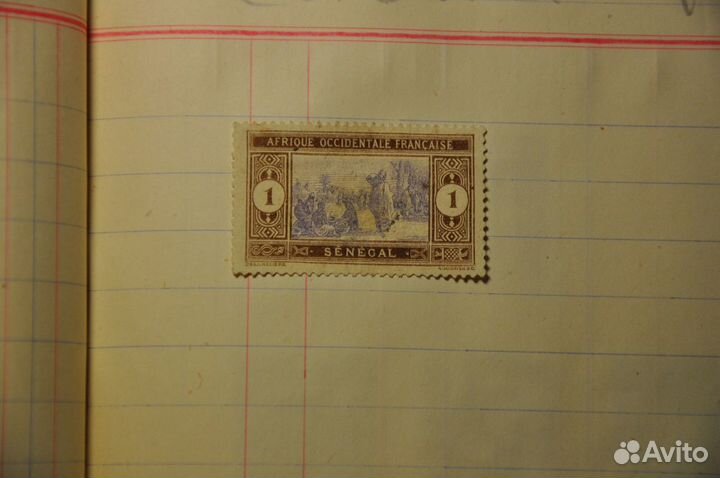 AFRIQUE OCCIDENTALE FRANÇAISE
1 1
SÉNÉGAL
Avito